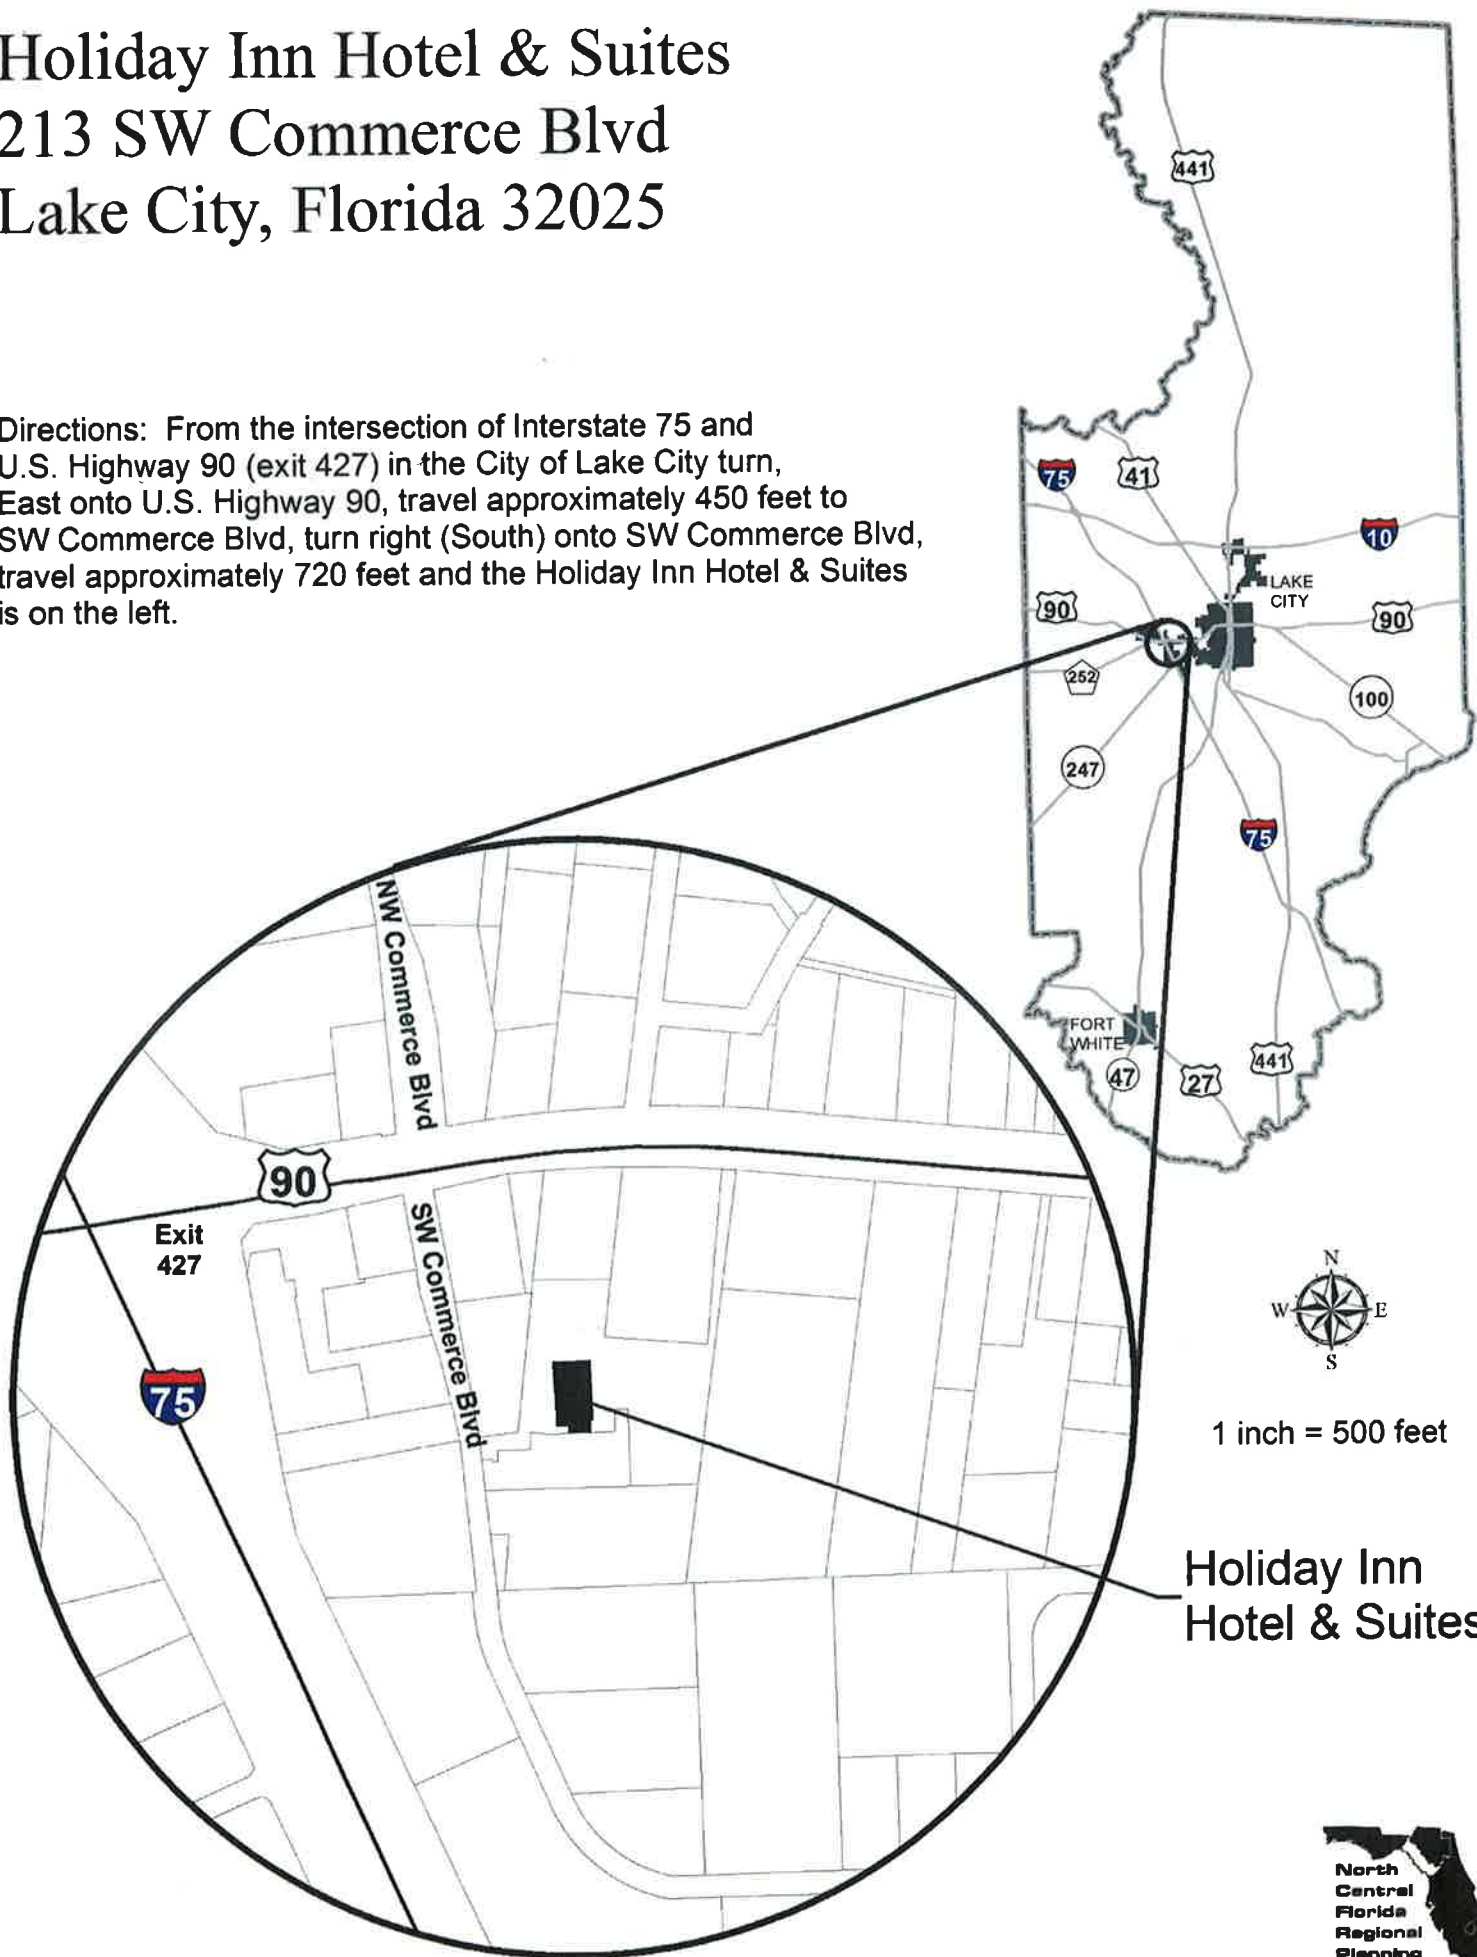 Holiday Inn Hotel & Suites
213 SW Commerce Blvd
Lake City, Florida 32025
Directions: From the intersection of Interstate 75 and
U.S. Highway 90 (exit 427) in the City of Lake City turn,
East onto U.S. Highway 90, travel approximately 450 feet to
SW Commerce Blvd, turn right (South) onto SW Commerce Blvd,
travel approximately 720 feet and the Holiday Inn Hotel & Suites
is on the left.
441
75
41
10
LAKE
CITY
90
90
252
100
247
75
FORT
WHITE
47
27
441
NW Commerce Blvd
90
Exit
427
SW Commerce Blvd
75
N
W
E
S
1 inch = 500 feet
Holiday Inn
Hotel & Suites
North
Central
Florida
Regional
Planning